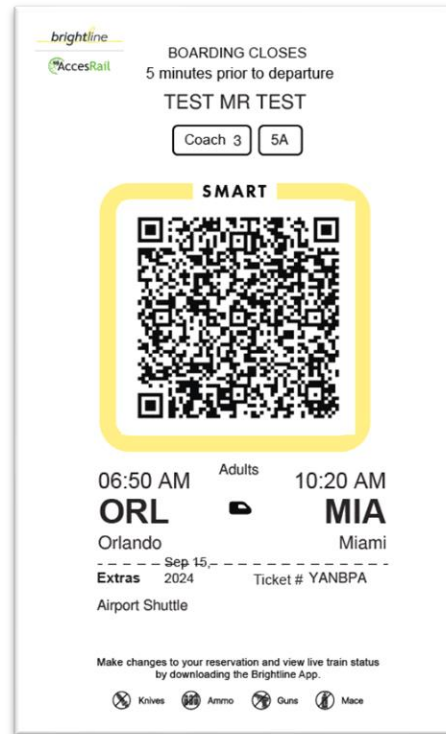 brightline
AccesRail
BOARDING CLOSES
5 minutes prior to departure
TEST MR TEST
Coach 3 5A
SMART
06:50 AM Adults 10:20 AM
ORL MIA
Orlando Miami
Sep 15,
Extras 2024 Ticket # YANBPA
Airport Shuttle
Make changes to your reservation and view live train status
by downloading the Brightline App.
Knives Ammo Guns Mace